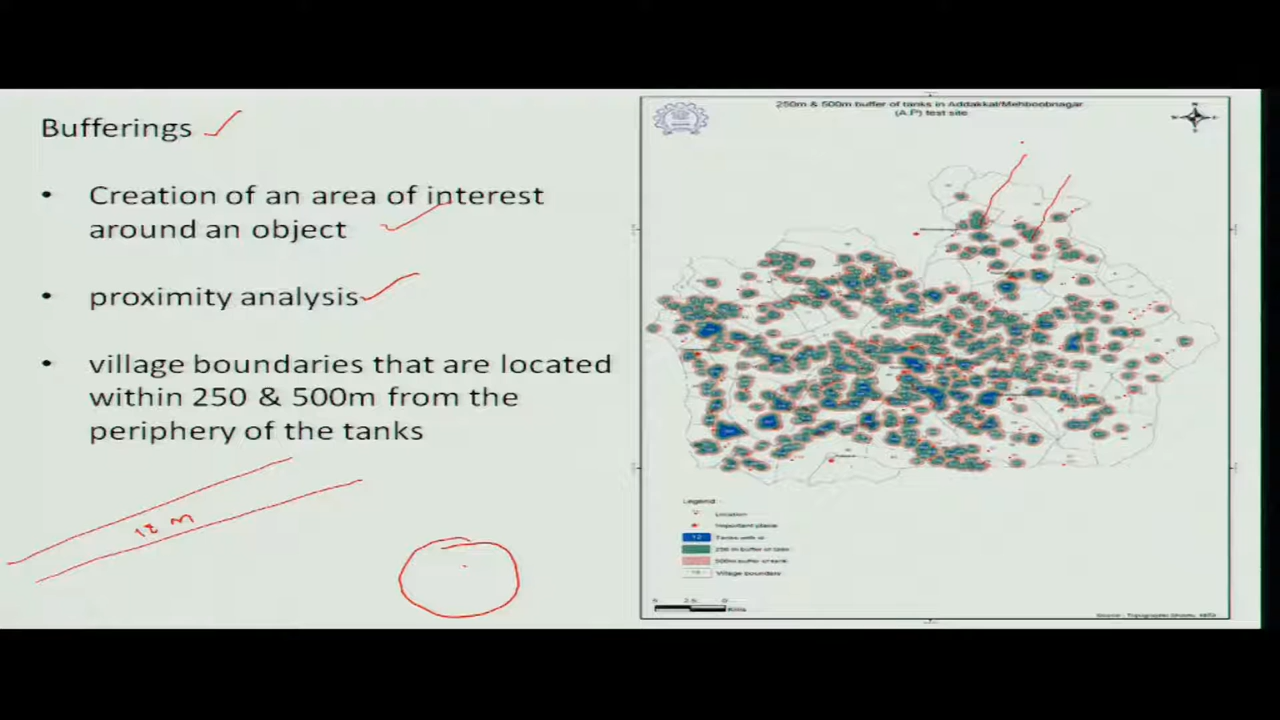 Bufferings
• Creation of an area of interest
around an object
• proximity analysis
• village boundaries that are located
within 250 & 500m from the
periphery of the tanks
18 m
250m & 500m buffer of tanks in Addakkal/Mehboobnagar
(A.P) test site
Legend
Location
Important place
Tanks with
250 m buffer of tank
500m buffer of tank
Village boundary
Source : Topographic Sheets,